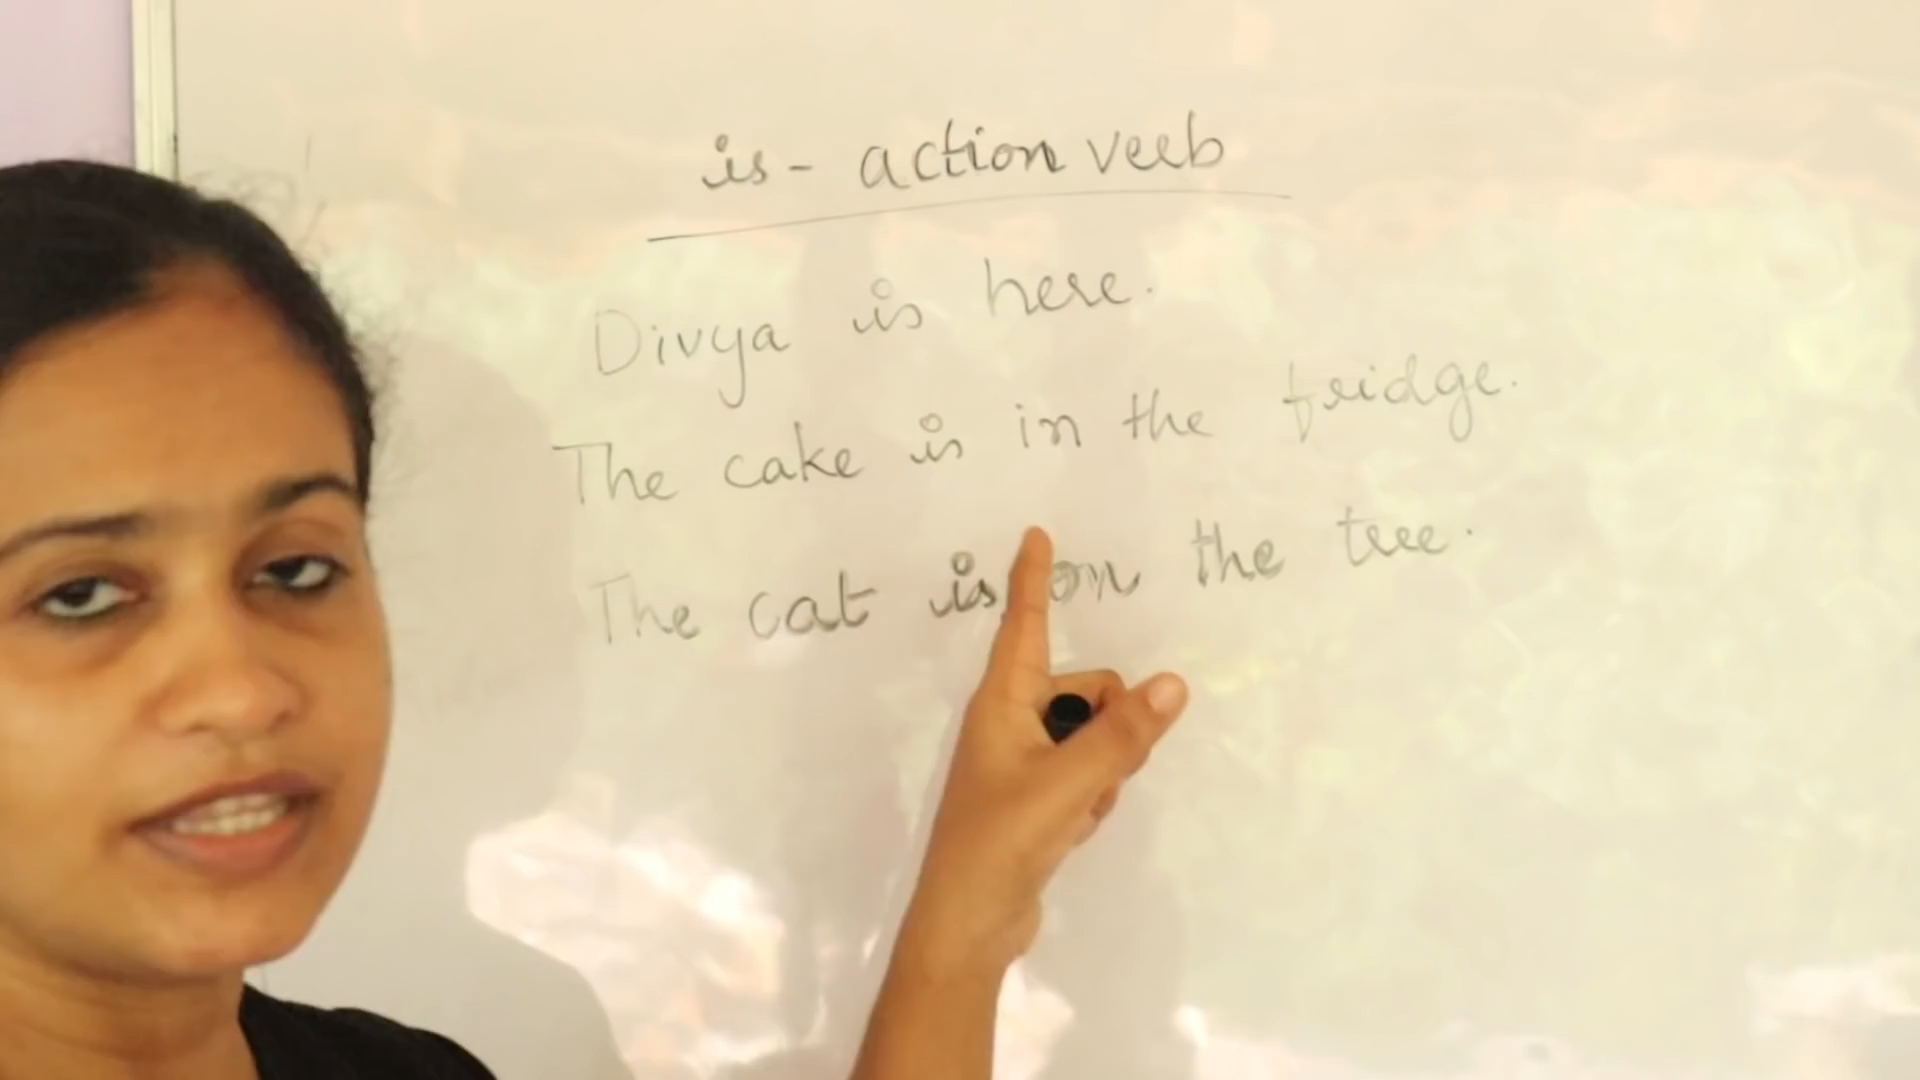 is - action verb
Divya is here.
The cake is in the fridge.
The cat is on the tree.